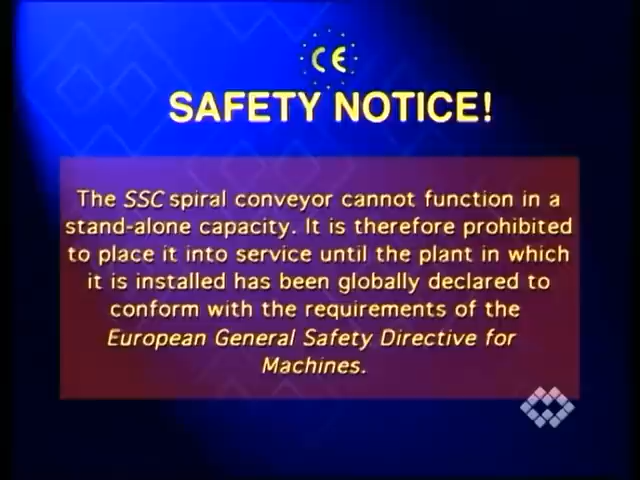 CE
SAFETY NOTICE!
The SSC spiral conveyor cannot function in a
stand-alone capacity. It is therefore prohibited
to place it into service until the plant in which
it is installed has been globally declared to
conform with the requirements of the
European General Safety Directive for
Machines.